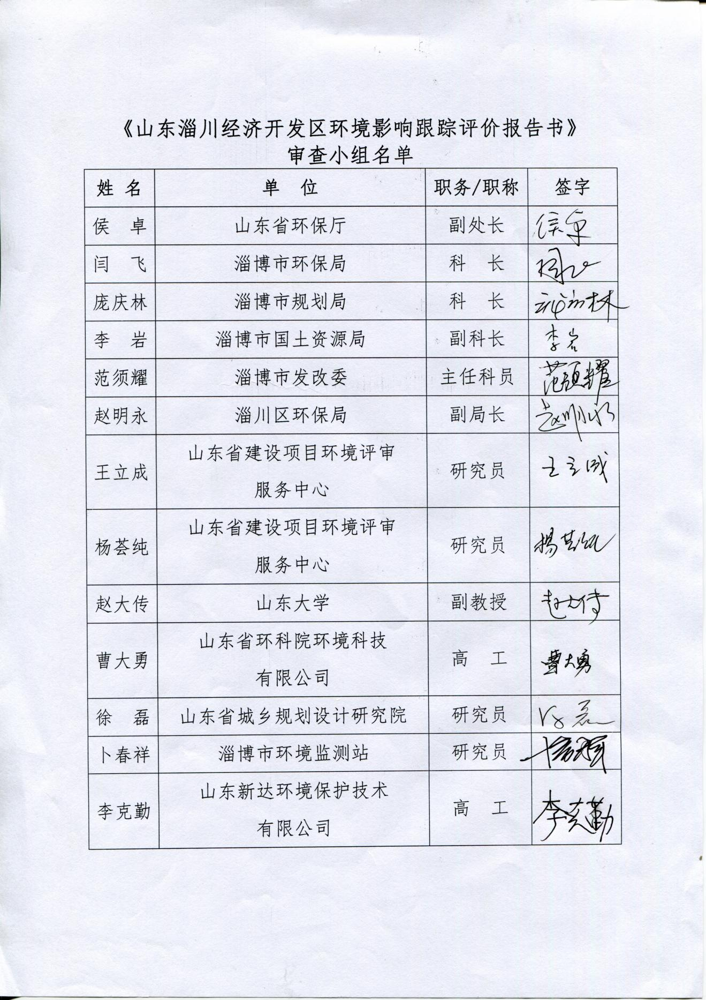 《山东淄川经济开发区环境影响跟踪评价报告书》
审查小组名单
姓 名 单 位 职务/职称 签字
侯 卓 山东省环保厅 副处长 侯卓
闫 飞 淄博市环保局 科 长
庞庆林 淄博市规划局 科 长
李 岩 淄博市国土资源局 副科长 李岩
范须耀 淄博市发改委 主任科员 范须耀
赵明永 淄川区环保局 副局长 赵明永
山东省建设项目环境评审
王立成 研究员 王立成
服务中心
山东省建设项目环境评审
杨荟纯 研究员
服务中心
赵大传 山东大学 副教授 赵大传
山东省环科院环境科技
曹大勇 高 工 曹大勇
有限公司
徐 磊 山东省城乡规划设计研究院 研究员 徐磊
卜春祥 淄博市环境监测站 研究员
山东新达环境保护技术
李克勤 高 工 李克勤
有限公司